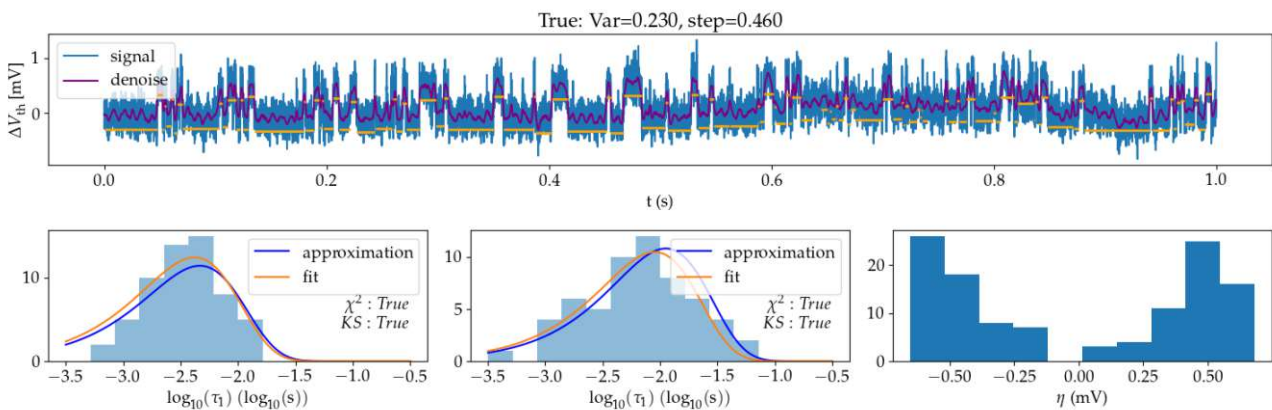 True: Var=0.230, step=0.460
signal
denoise
ΔV_th [mV]
1
0
0.0 0.2 0.4 0.6 0.8 1.0
t (s)
approximation
fit
χ² : True
KS : True
10
0
−3.5 −3.0 −2.5 −2.0 −1.5 −1.0 −0.5
log₁₀(τ₁) (log₁₀(s))
approximation
fit
χ² : True
KS : True
10
5
0
−3.5 −3.0 −2.5 −2.0 −1.5 −1.0 −0.5
log₁₀(τ₁) (log₁₀(s))
20
0
−0.50 −0.25 0.00 0.25 0.50
η (mV)